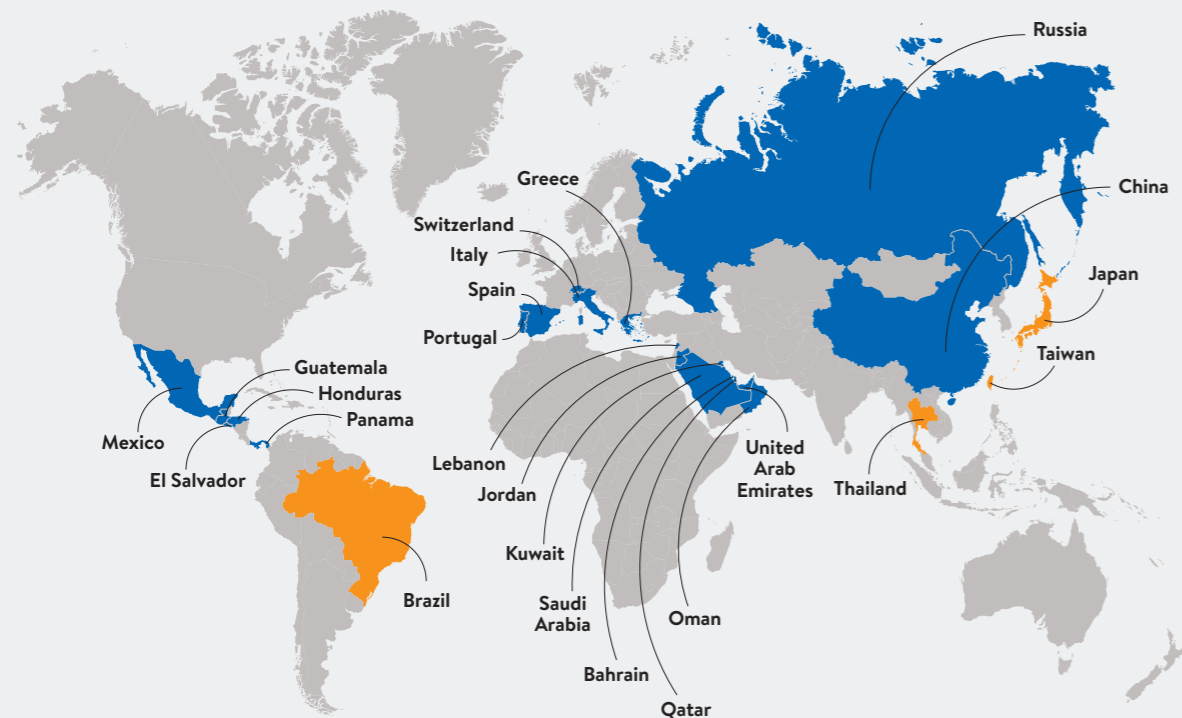 Russia
China
Greece
Switzerland
Italy
Spain
Portugal
Japan
Taiwan
Guatemala
Honduras
Panama
Mexico
El Salvador
Lebanon
Jordan
Kuwait
Saudi
Arabia
Bahrain
Qatar
Oman
United
Arab
Emirates
Thailand
Brazil